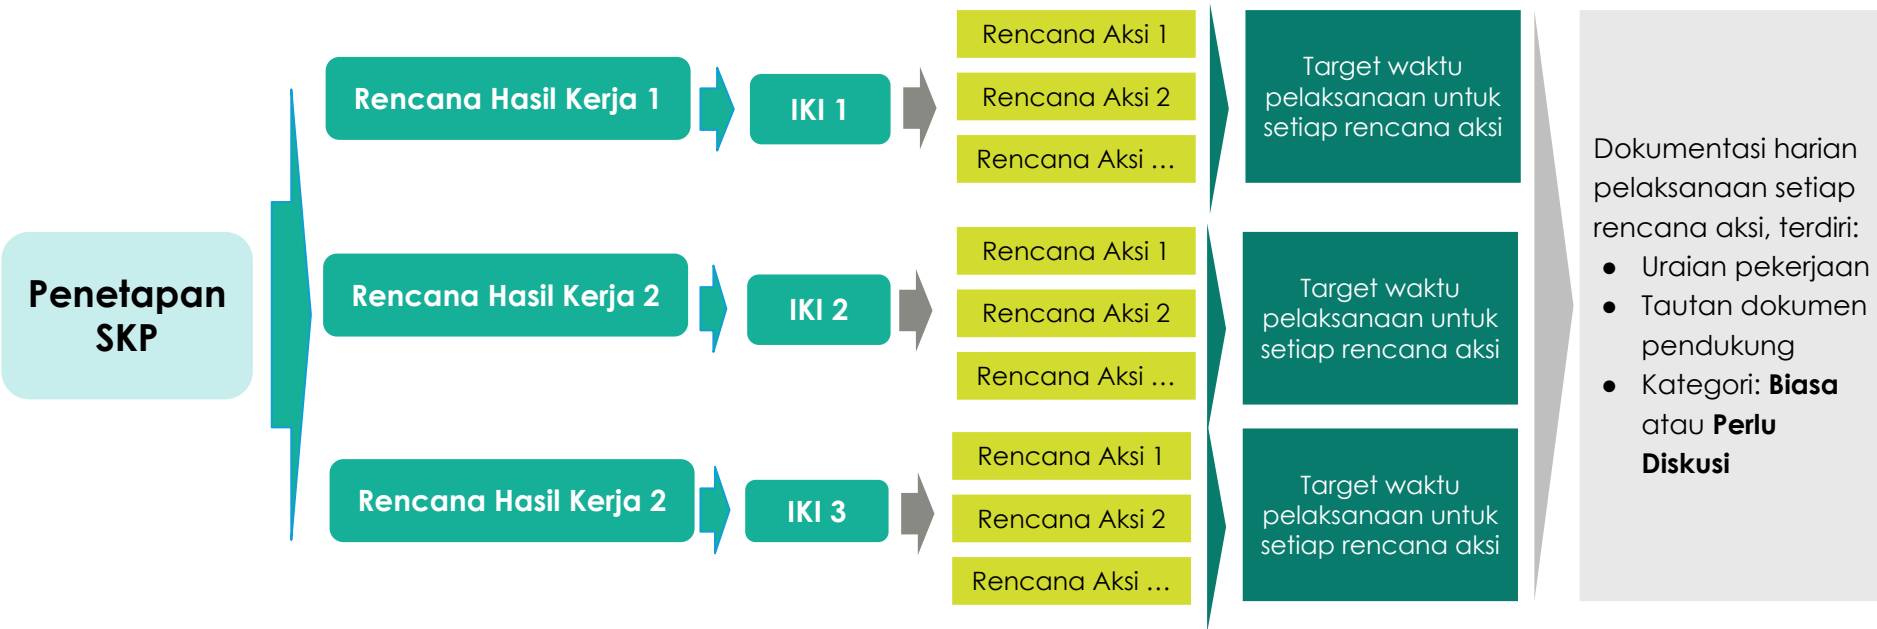 Penetapan
SKP
Rencana Hasil Kerja 1
IKI 1
Rencana Aksi 1
Rencana Aksi 2
Rencana Aksi ...
Target waktu
pelaksanaan untuk
setiap rencana aksi
Rencana Hasil Kerja 2
IKI 2
Rencana Aksi 1
Rencana Aksi 2
Rencana Aksi ...
Target waktu
pelaksanaan untuk
setiap rencana aksi
Rencana Hasil Kerja 2
IKI 3
Rencana Aksi 1
Rencana Aksi 2
Rencana Aksi ...
Target waktu
pelaksanaan untuk
setiap rencana aksi
Dokumentasi harian
pelaksanaan setiap
rencana aksi, terdiri:
● Uraian pekerjaan
● Tautan dokumen
pendukung
● Kategori: Biasa
atau Perlu
Diskusi